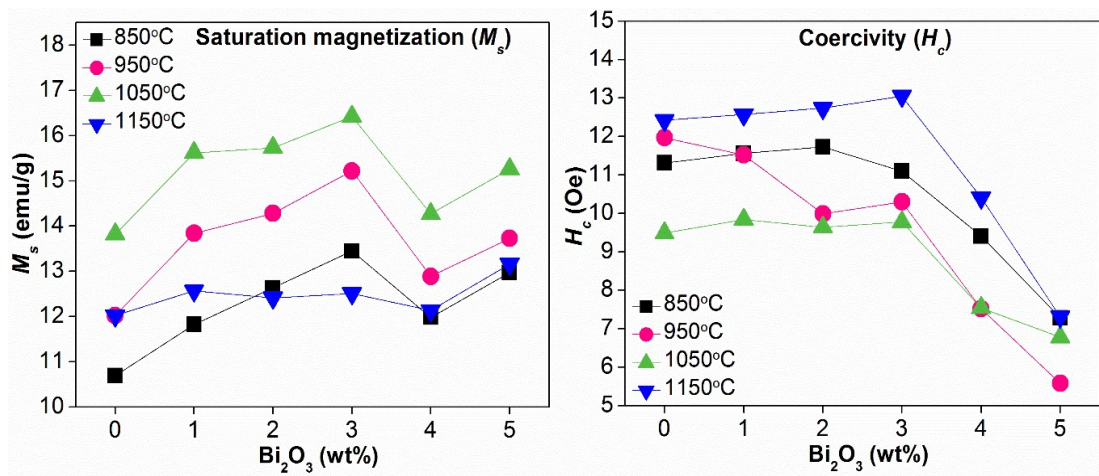 Saturation magnetization (Ms)
850°C
950°C
1050°C
1150°C
18
17
16
15
14
13
12
11
10
Ms (emu/g)
0 1 2 3 4 5
Bi₂O₃ (wt%)
Coercivity (Hc)
15
14
13
12
11
10
9
8
7
6
5
Hc (Oe)
850°C
950°C
1050°C
1150°C
0 1 2 3 4 5
Bi₂O₃ (wt%)